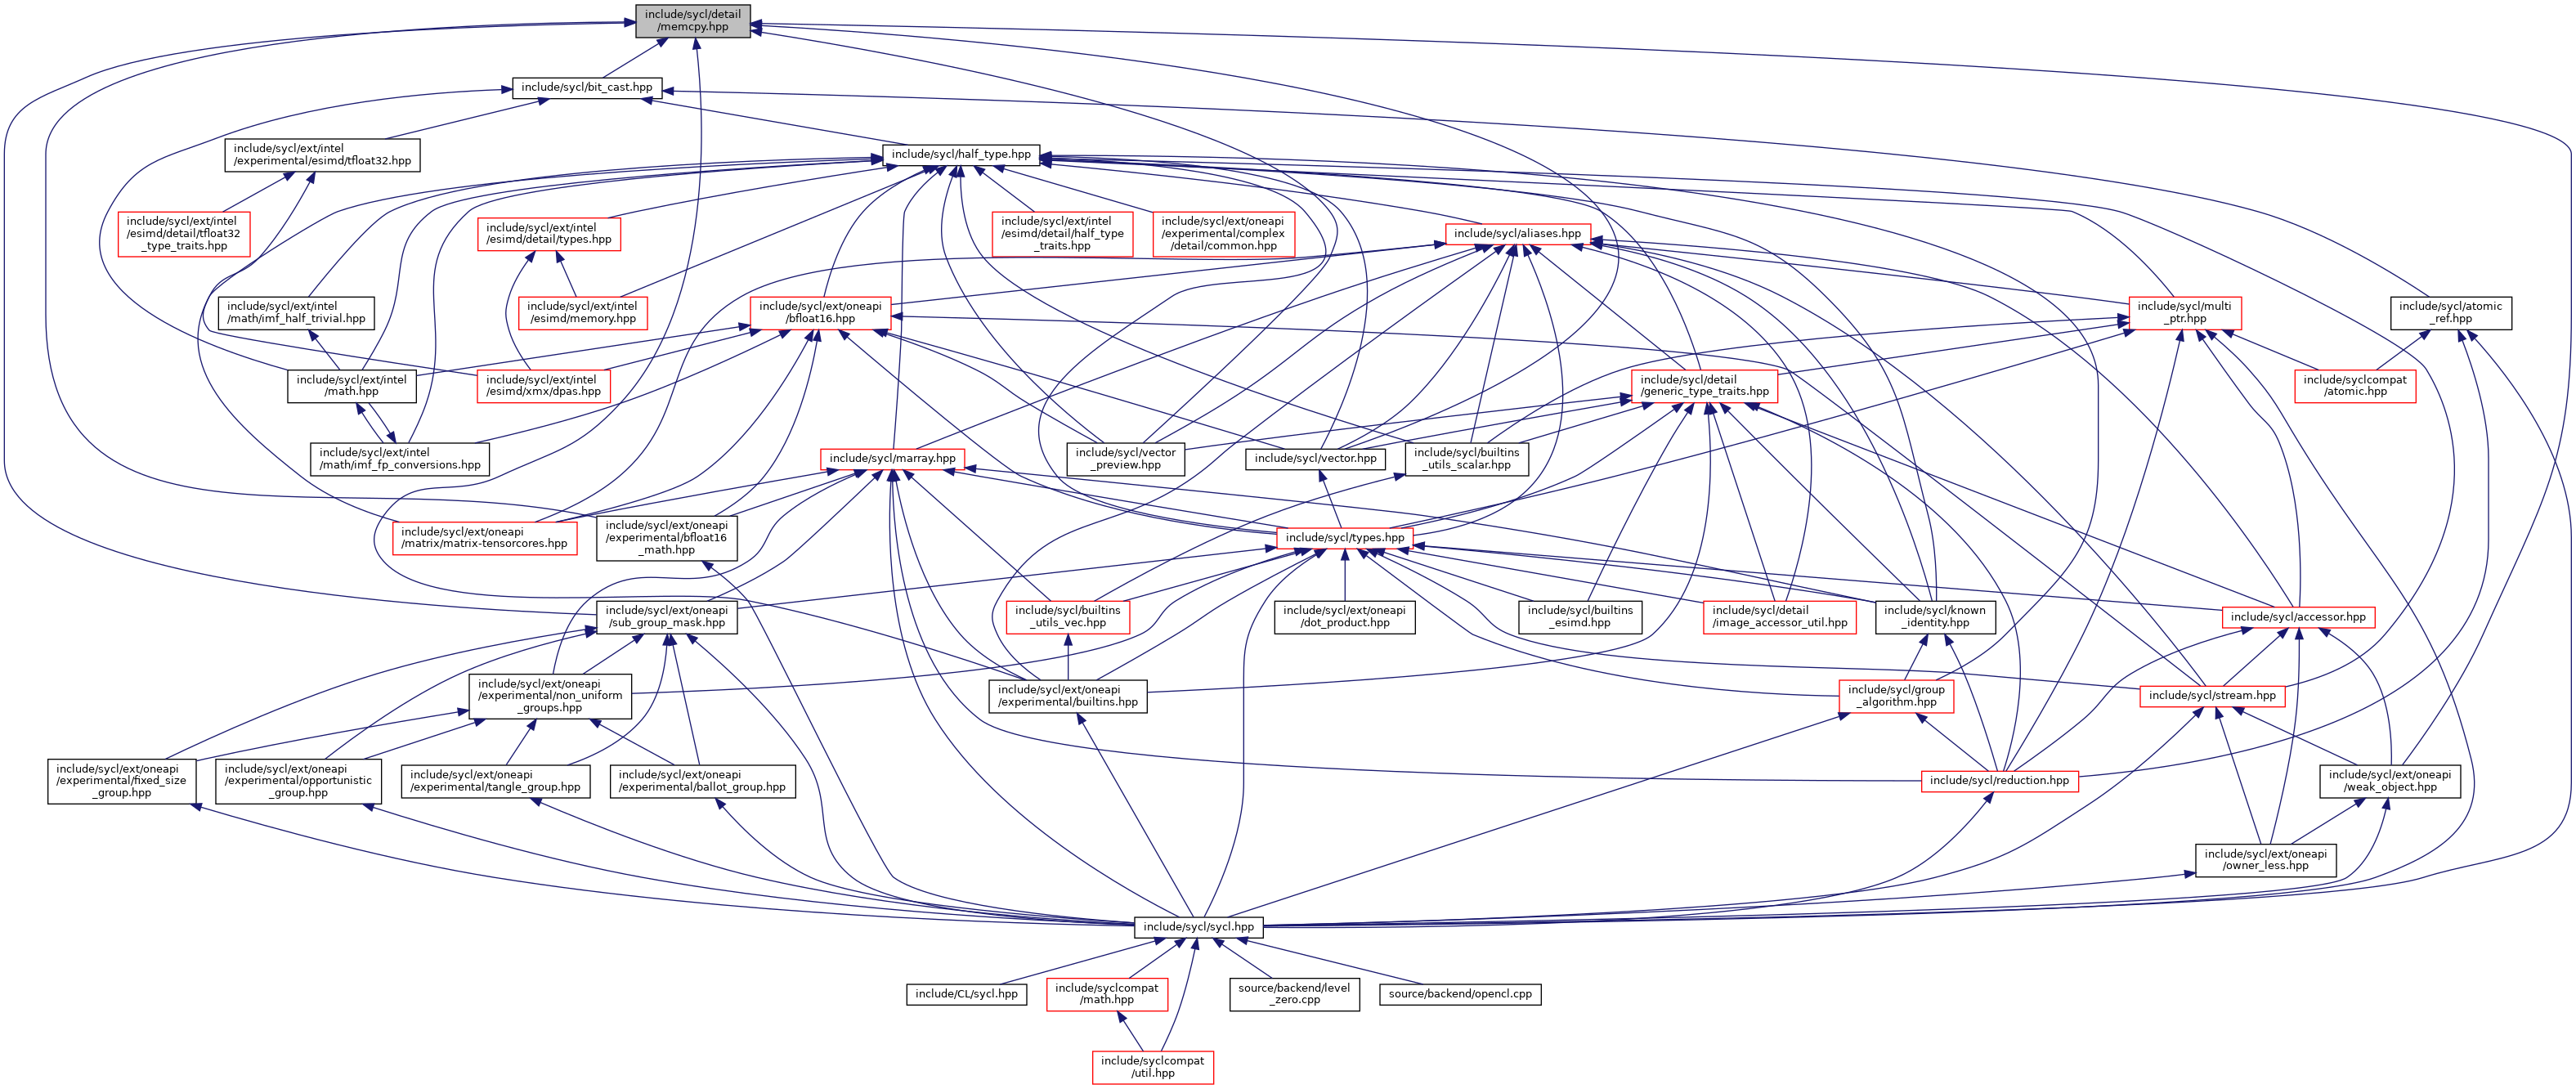 include/sycl/detail
/memcpy.hpp
include/sycl/bit_cast.hpp
include/sycl/ext/intel
/experimental/esimd/tfloat32.hpp
include/sycl/half_type.hpp
include/sycl/ext/intel
/esimd/detail/tfloat32
_type_traits.hpp
include/sycl/ext/intel
/esimd/detail/types.hpp
include/sycl/ext/intel
/esimd/detail/half_type
_traits.hpp
include/sycl/ext/oneapi
/experimental/complex
/detail/common.hpp
include/sycl/aliases.hpp
include/sycl/ext/intel
/math/imf_half_trivial.hpp
include/sycl/ext/intel
/esimd/memory.hpp
include/sycl/ext/oneapi
/bfloat16.hpp
include/sycl/multi
_ptr.hpp
include/sycl/atomic
_ref.hpp
include/sycl/ext/intel
/math.hpp
include/sycl/ext/intel
/esimd/xmx/dpas.hpp
include/sycl/detail
/generic_type_traits.hpp
include/syclcompat
/atomic.hpp
include/sycl/ext/intel
/math/imf_fp_conversions.hpp
include/sycl/marray.hpp
include/sycl/vector
_preview.hpp
include/sycl/vector.hpp
include/sycl/builtins
_utils_scalar.hpp
include/sycl/ext/oneapi
/matrix/matrix-tensorcores.hpp
include/sycl/ext/oneapi
/experimental/bfloat16
_math.hpp
include/sycl/types.hpp
include/sycl/ext/oneapi
/sub_group_mask.hpp
include/sycl/builtins
_utils_vec.hpp
include/sycl/ext/oneapi
/dot_product.hpp
include/sycl/builtins
_esimd.hpp
include/sycl/detail
/image_accessor_util.hpp
include/sycl/known
_identity.hpp
include/sycl/accessor.hpp
include/sycl/ext/oneapi
/experimental/non_uniform
_groups.hpp
include/sycl/ext/oneapi
/experimental/builtins.hpp
include/sycl/group
_algorithm.hpp
include/sycl/stream.hpp
include/sycl/ext/oneapi
/experimental/fixed_size
_group.hpp
include/sycl/ext/oneapi
/experimental/opportunistic
_group.hpp
include/sycl/ext/oneapi
/experimental/tangle_group.hpp
include/sycl/ext/oneapi
/experimental/ballot_group.hpp
include/sycl/reduction.hpp
include/sycl/ext/oneapi
/weak_object.hpp
include/sycl/ext/oneapi
/owner_less.hpp
include/sycl/sycl.hpp
include/CL/sycl.hpp
include/syclcompat
/math.hpp
source/backend/level
_zero.cpp
source/backend/opencl.cpp
include/syclcompat
/util.hpp